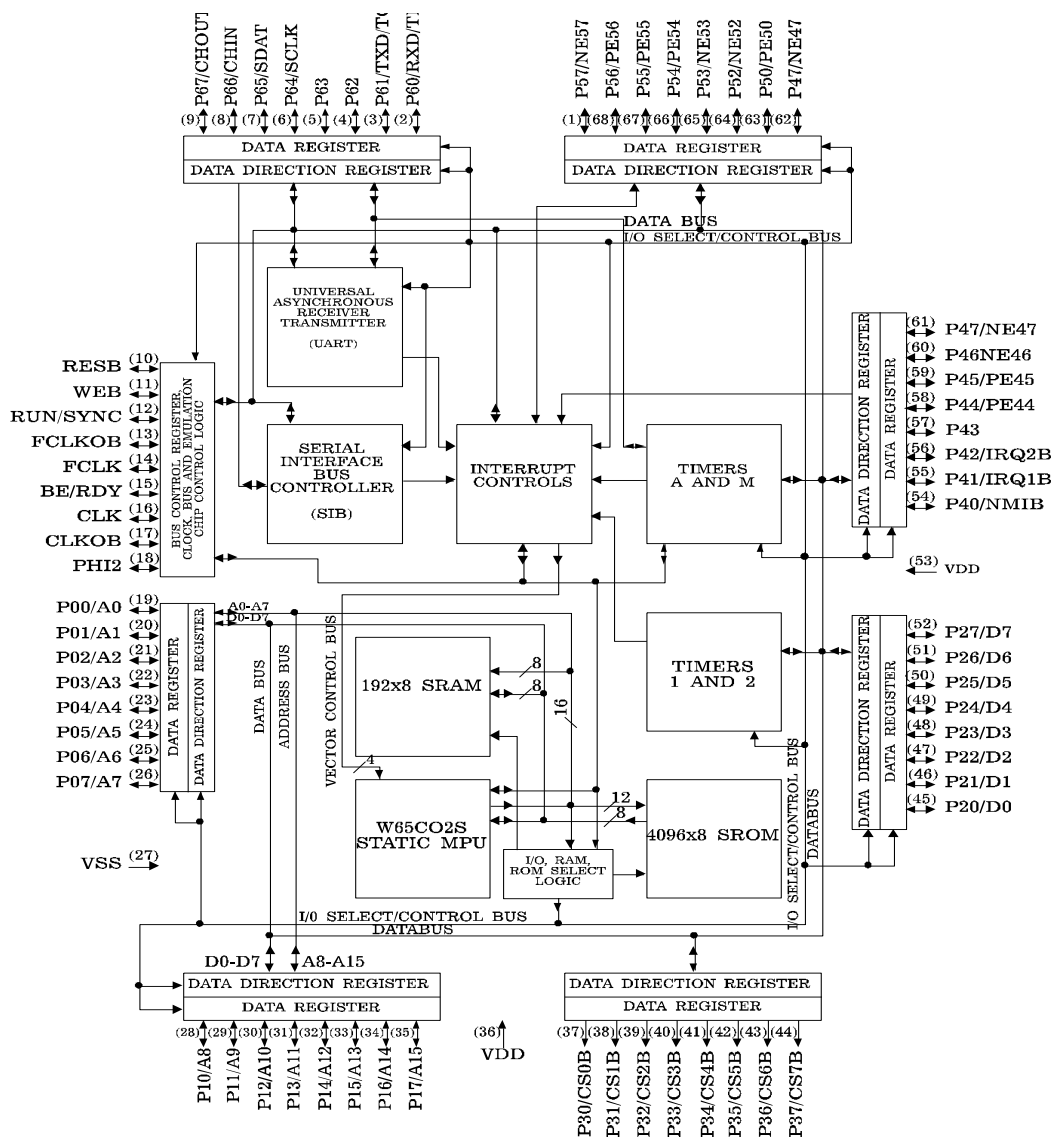 P67/CHOUT
P66/CHIN
P65/SDAT
P64/SCLK
P63
P62
P61/TXD/TC
P60/RXD/TI
(9)
(8)
(7)
(6)
(5)
(4)
(3)
(2)
DATA REGISTER
DATA DIRECTION REGISTER
P57/NE57
P56/PE56
P55/PE55
P54/PE54
P53/NE53
P52/NE52
P50/PE50
P47/NE47
(1)
(68)
(67)
(66)
(65)
(64)
(63)
(62)
DATA REGISTER
DATA DIRECTION REGISTER
DATA BUS
I/O SELECT/CONTROL BUS
UNIVERSAL
ASYNCHRONOUS
RECEIVER
TRANSMITTER
(UART)
RESB (10)
WEB (11)
RUN/SYNC (12)
FCLKOB (13)
FCLK (14)
BE/RDY (15)
CLK (16)
CLKOB (17)
PHI2 (18)
BUS CONTROL REGISTER,
CLOCK, BUS AND EMULATION
CHIP CONTROL LOGIC
SERIAL
INTERFACE
BUS
CONTROLLER
(SIB)
INTERRUPT
CONTROLS
TIMERS
A AND M
DATA DIRECTION REGISTER
DATA REGISTER
(61) P47/NE47
(60) P46NE46
(59) P45/PE45
(58) P44/PE44
(57) P43
(56) P42/IRQ2B
(55) P41/IRQ1B
(54) P40/NMIB
(53) VDD
P00/A0 (19)
P01/A1 (20)
P02/A2 (21)
P03/A3 (22)
P04/A4 (23)
P05/A5 (24)
P06/A6 (25)
P07/A7 (26)
VSS (27)
DATA REGISTER
DATA DIRECTION REGISTER
A0-A7
D0-D7
DATA BUS
ADDRESS BUS
VECTOR CONTROL BUS
192x8 SRAM
8
8
16
4
TIMERS
1 AND 2
W65CO2S
STATIC MPU
12
8
4096x8 SROM
I/O, RAM,
ROM SELECT
LOGIC
I/O SELECT/CONTROL BUS
DATABUS
DATA DIRECTION REGISTER
DATA REGISTER
(52) P27/D7
(51) P26/D6
(50) P25/D5
(49) P24/D4
(48) P23/D3
(47) P22/D2
(46) P21/D1
(45) P20/D0
I/0 SELECT/CONTROL BUS
DATABUS
D0-D7
A8-A15
DATA DIRECTION REGISTER
DATA REGISTER
(28)
(29)
(30)
(31)
(32)
(33)
(34)
(35)
P10/A8
P11/A9
P12/A10
P13/A11
P14/A12
P15/A13
P16/A14
P17/A15
(36)
VDD
DATA DIRECTION REGISTER
DATA REGISTER
(37)
(38)
(39)
(40)
(41)
(42)
(43)
(44)
P30/CS0B
P31/CS1B
P32/CS2B
P33/CS3B
P34/CS4B
P35/CS5B
P36/CS6B
P37/CS7B